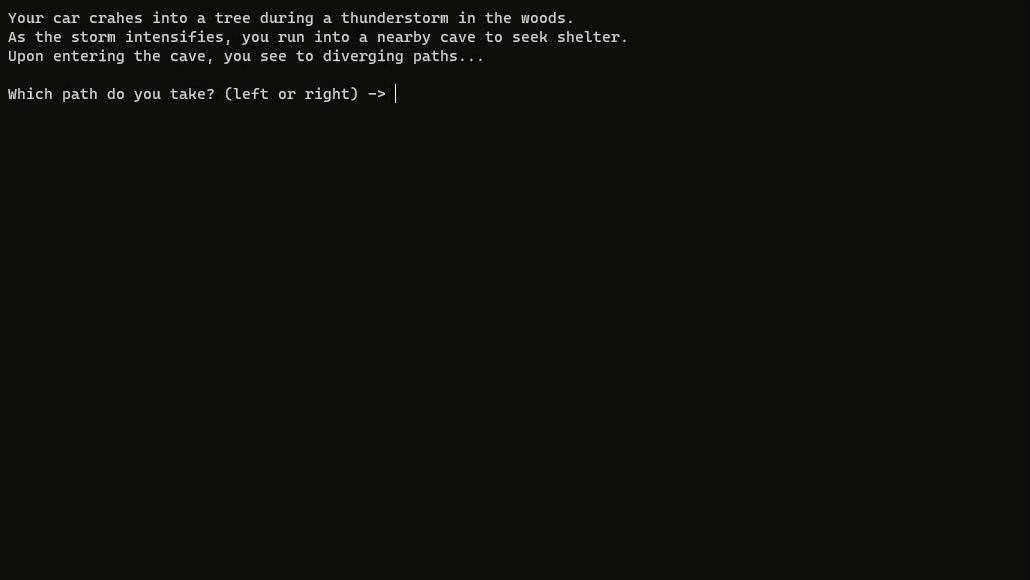 Your car crahes into a tree during a thunderstorm in the woods.
As the storm intensifies, you run into a nearby cave to seek shelter.
Upon entering the cave, you see to diverging paths...
Which path do you take? (left or right) —>